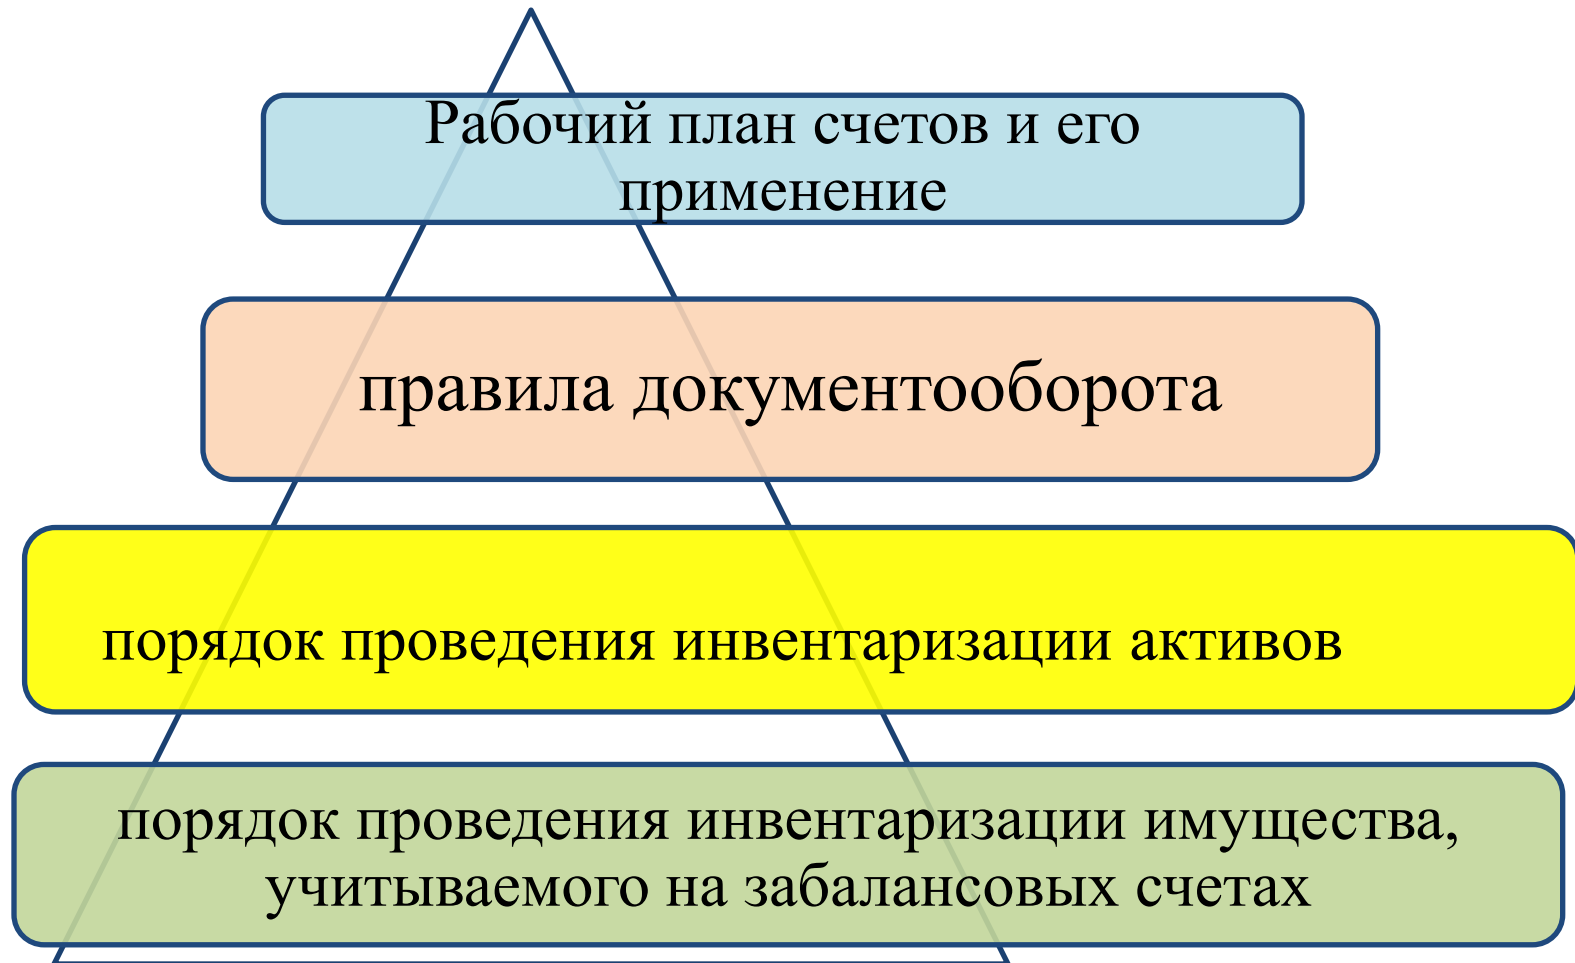 Рабочий план счетов и его
применение
правила документооборота
порядок проведения инвентаризации активов
порядок проведения инвентаризации имущества,
учитываемого на забалансовых счетах